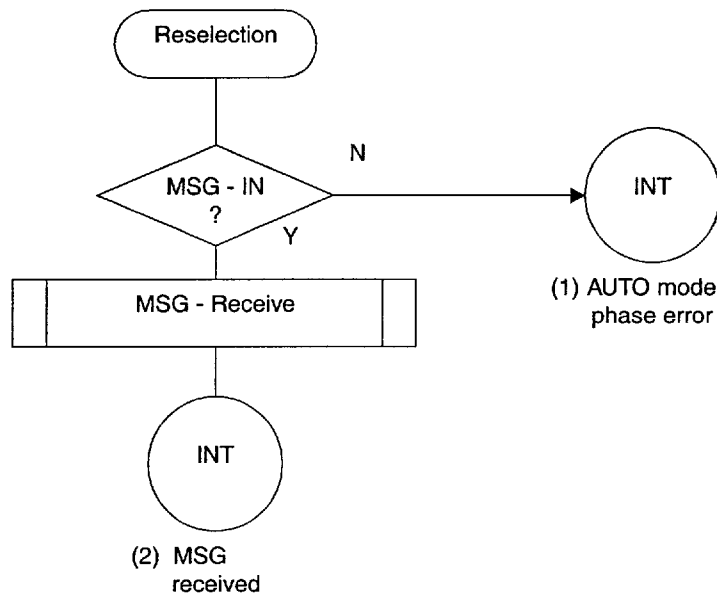 Reselection
N
MSG - IN
?
INT
Y
(1) AUTO mode
phase error
MSG - Receive
INT
(2) MSG
received